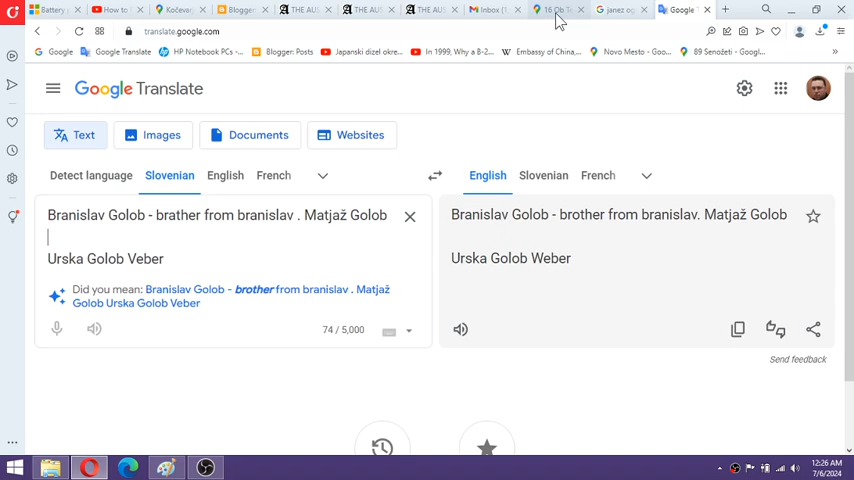 Battery p
How to
Kočevar
Blogger
THE AUS
THE AUS
THE AUS
Inbox (1
16 Ob T
janez og
Google T
translate.google.com
Google
Google Translate
HP Notebook PC -...
Blogger: Posts
Japanski dizel okre...
In 1999, Why a B-2...
Embassy of China,...
Novo Mesto - Goo...
89 Senožeti - Googl...
Google Translate
Text
Images
Documents
Websites
Detect language
Slovenian
English
French
English
Slovenian
French
Branislav Golob - brather from branislav . Matjaž Golob
Urska Golob Veber
Did you mean: Branislav Golob - brother from branislav . Matjaž
Golob Urska Golob Veber
74 / 5,000
Branislav Golob - brother from branislav. Matjaž Golob
Urska Golob Weber
Send feedback
12:26 AM
7/6/2024